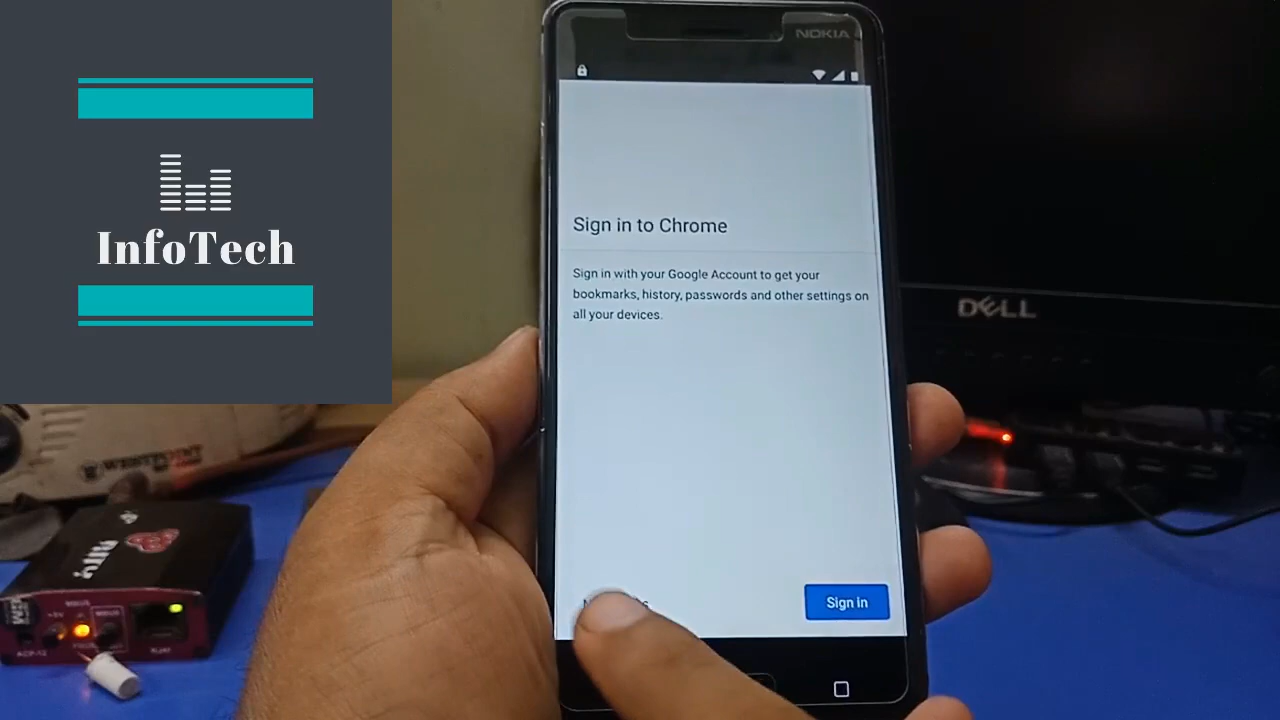 InfoTech
NOKIA
Sign in to Chrome
Sign in with your Google Account to get your
bookmarks, history, passwords and other settings on
all your devices.
Sign in
DELL